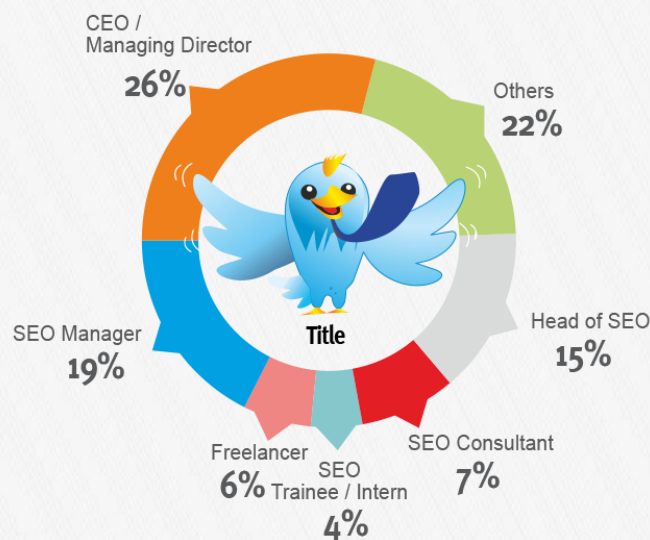 CEO /
Managing Director
26%
Others
22%
Head of SEO
15%
SEO Consultant
7%
SEO
Trainee / Intern
4%
Freelancer
6%
SEO Manager
19%
Title